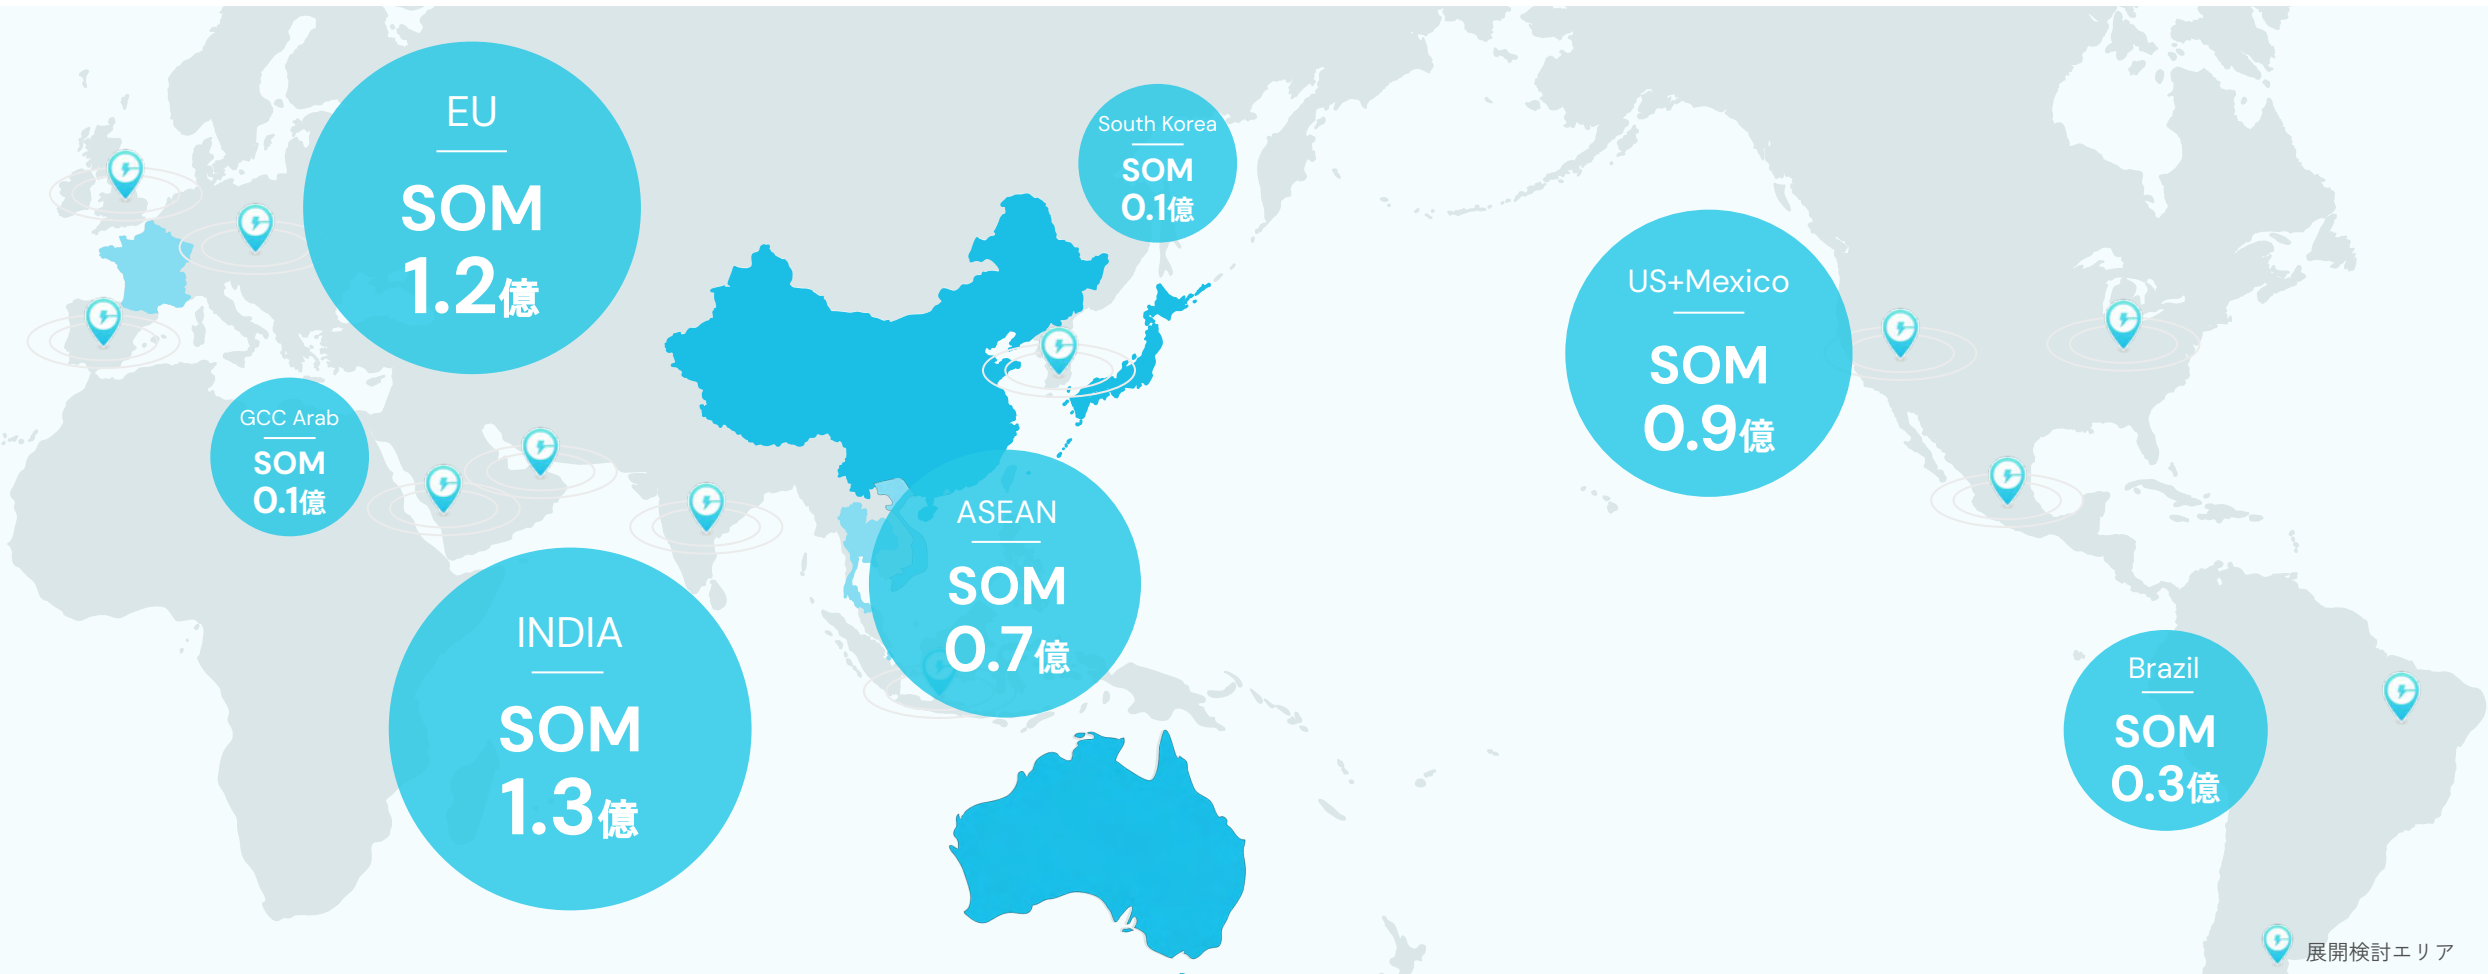 EU
SOM
1.2億
South Korea
SOM
0.1億
US+Mexico
SOM
0.9億
GCC Arab
SOM
0.1億
ASEAN
SOM
0.7億
INDIA
SOM
1.3億
Brazil
SOM
0.3億
展開検討エリア